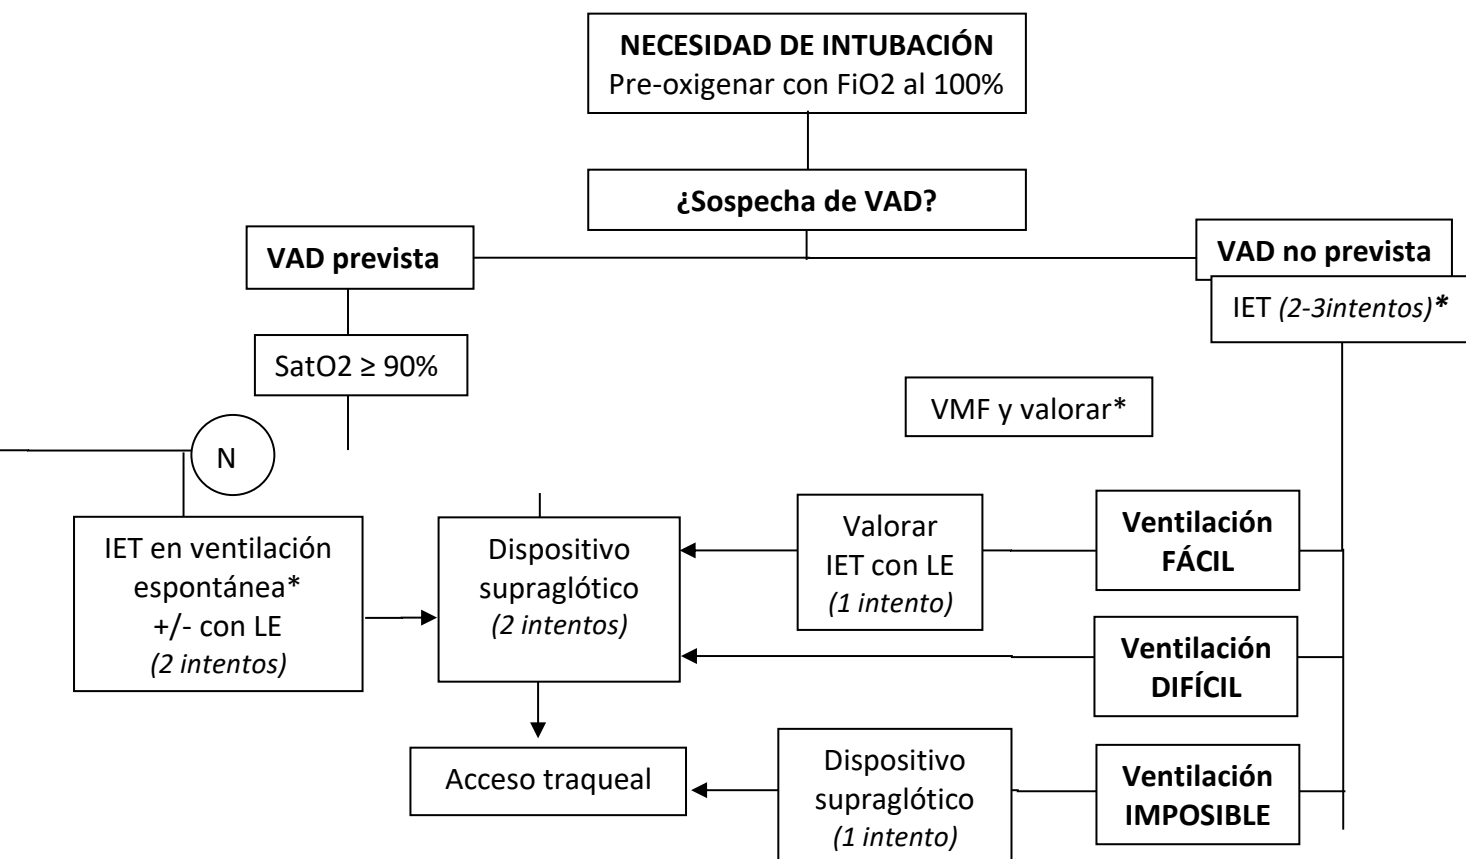 NECESIDAD DE INTUBACIÓN
Pre-oxigenar con FiO2 al 100%
¿Sospecha de VAD?
VAD prevista
VAD no prevista
IET (2-3intentos)*
SatO2 ≥ 90%
VMF y valorar*
N
IET en ventilación
espontánea*
+/- con LE
(2 intentos)
Dispositivo
supraglótico
(2 intentos)
Valorar
IET con LE
(1 intento)
Ventilación
FÁCIL
Ventilación
DIFÍCIL
Acceso traqueal
Dispositivo
supraglótico
(1 intento)
Ventilación
IMPOSIBLE